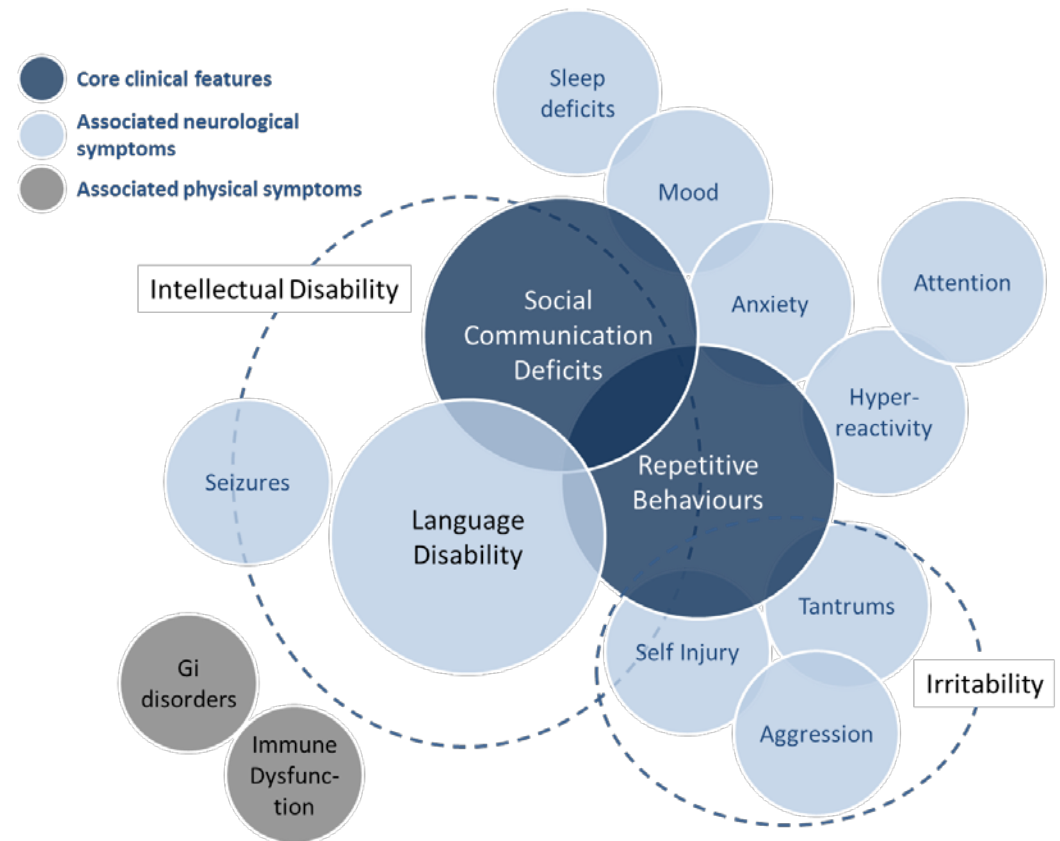 Core clinical features
Associated neurological
symptoms
Associated physical symptoms
Sleep
deficits
Mood
Anxiety
Attention
Hyper-
reactivity
Intellectual Disability
Social
Communication
Deficits
Repetitive
Behaviours
Seizures
Language
Disability
Tantrums
Self Injury
Aggression
Irritability
Gi
disorders
Immune
Dysfunc-
tion